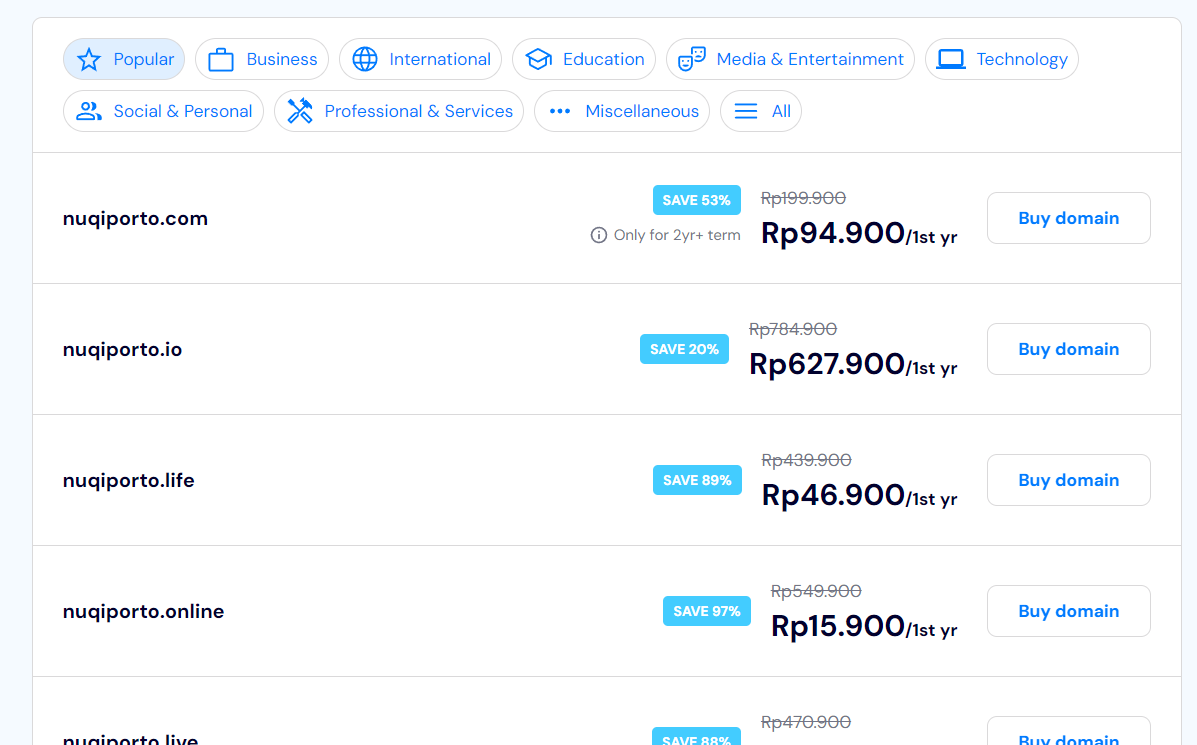 Popular
Business
International
Education
Media & Entertainment
Technology
Social & Personal
Professional & Services
Miscellaneous
All
nuqiporto.com
SAVE 53%
Only for 2yr+ term
Rp199.900
Rp94.900/1st yr
Buy domain
nuqiporto.io
SAVE 20%
Rp784.900
Rp627.900/1st yr
Buy domain
nuqiporto.life
SAVE 89%
Rp439.900
Rp46.900/1st yr
Buy domain
nuqiporto.online
SAVE 97%
Rp549.900
Rp15.900/1st yr
Buy domain
nuqiporto.live
SAVE 88%
Rp470.900
Buy domain